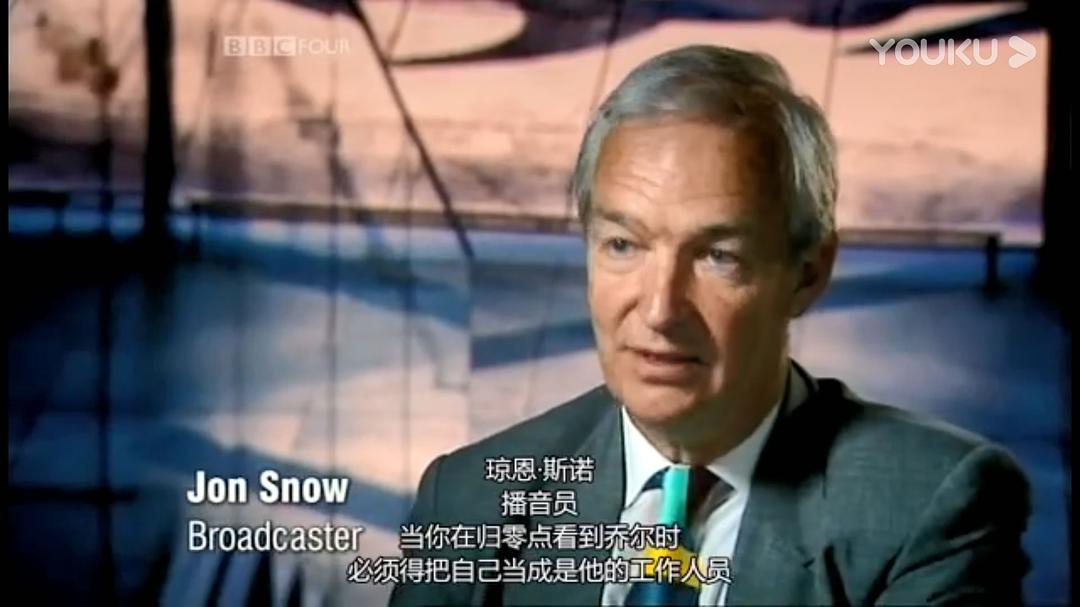 BBC FOUR
YOUKU
Jon Snow
Broadcaster
琼恩·斯诺
播音员
当你在归零点看到乔尔时
必须得把自己当成是他的工作人员